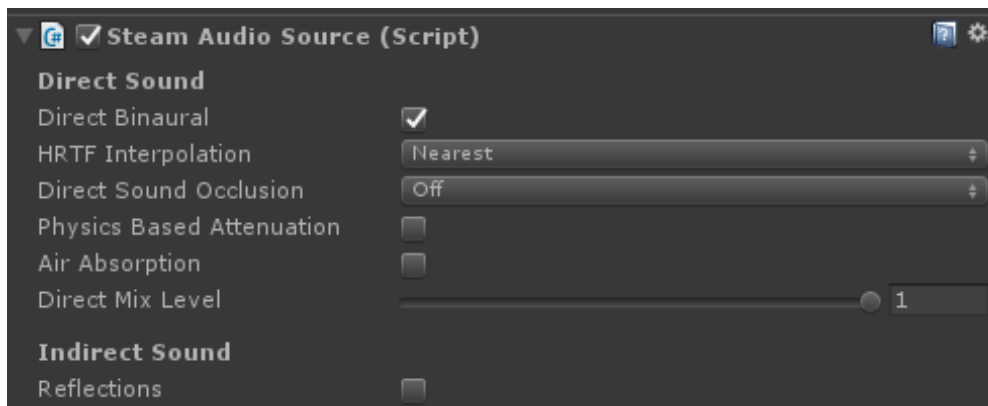 Steam Audio Source (Script)
Direct Sound
Direct Binaural
HRTF Interpolation Nearest
Direct Sound Occlusion Off
Physics Based Attenuation
Air Absorption
Direct Mix Level 1
Indirect Sound
Reflections